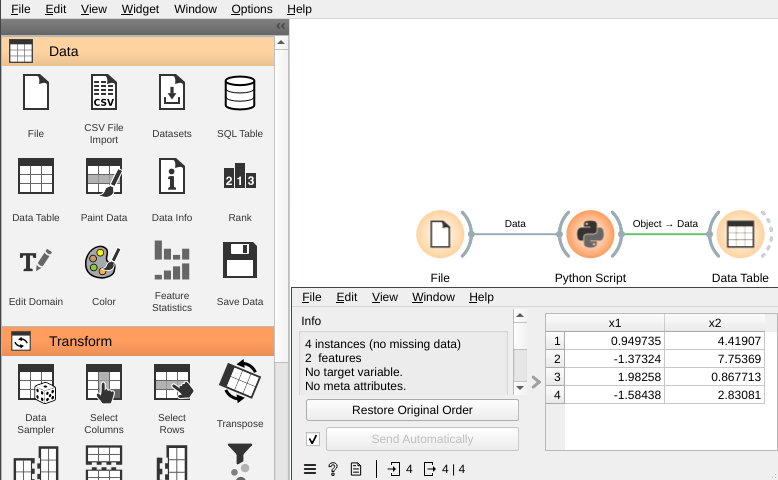 File Edit View Widget Window Options Help
Data
File
CSV File
Import
CSV
Datasets
SQL Table
Data Table
Paint Data
Data Info
2 1 3
Rank
Edit Domain
Color
Feature
Statistics
Save Data
Transform
Data
Sampler
Select
Columns
Select
Rows
Transpose
Data
Object → Data
File
Python Script
Data Table
File Edit View Window Help
Info
4 instances (no missing data)
2 features
No target variable.
No meta attributes.
Restore Original Order
Send Automatically
4 4 | 4
x1 x2
1 0.949735 4.41907
2 -1.37324 7.75369
3 1.98258 0.867713
4 -1.58438 2.83081